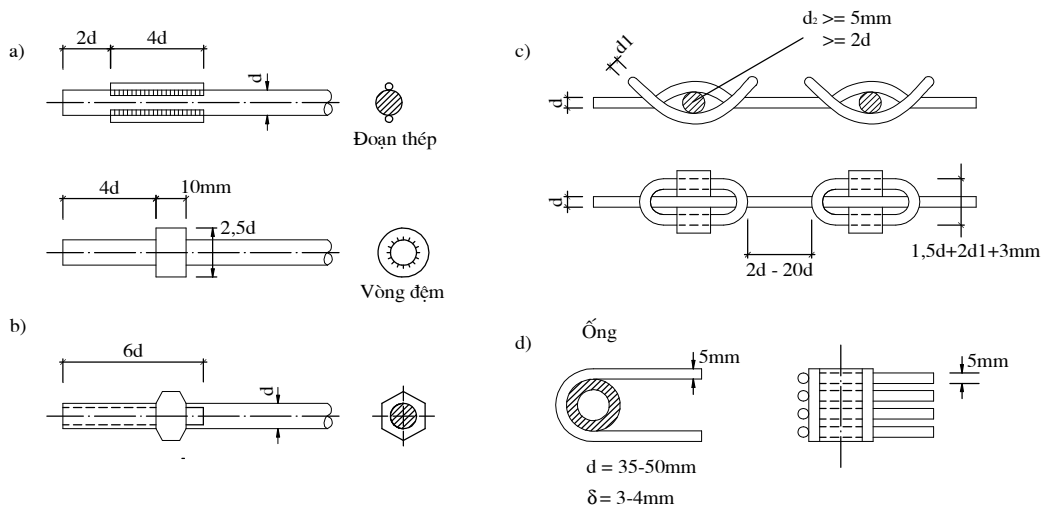 a)
2d 4d
d
Đoạn thép
4d 10mm
2,5d
Vòng đệm
b)
6d
d
c)
d₂ >= 5mm
>= 2d
d1
d
d
2d - 20d
1,5d+2d1+3mm
d)
Ống
5mm
5mm
d = 35-50mm
δ = 3-4mm